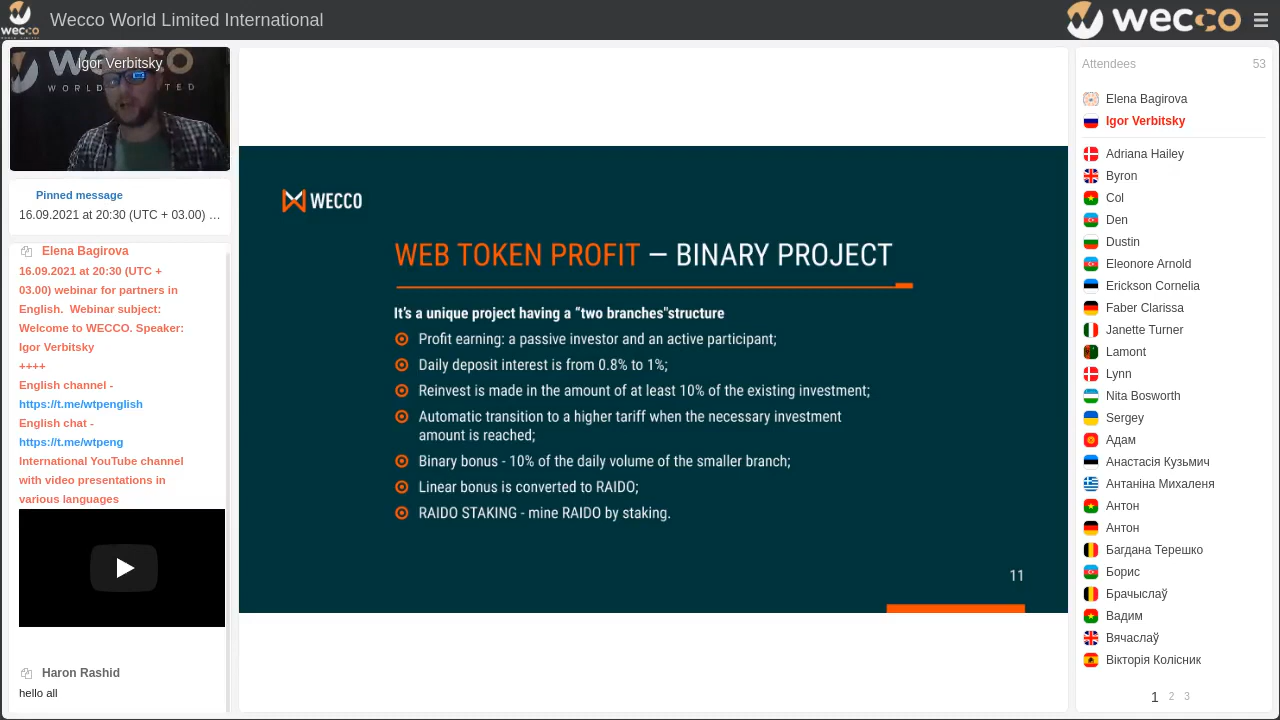 wecco
Wecco World Limited International
wecco
Igor Verbitsky
Pinned message
16.09.2021 at 20:30 (UTC + 03.00) ...
Elena Bagirova
16.09.2021 at 20:30 (UTC +
03.00) webinar for partners in
English. Webinar subject:
Welcome to WECCO. Speaker:
Igor Verbitsky
++++
English channel -
https://t.me/wtpenglish
English chat -
https://t.me/wtpeng
International YouTube channel
with video presentations in
various languages
Haron Rashid
hello all
WECCO
WEB TOKEN PROFIT – BINARY PROJECT
It's a unique project having a "two branches"structure
Profit earning: a passive investor and an active participant;
Daily deposit interest is from 0.8% to 1%;
Reinvest is made in the amount of at least 10% of the existing investment;
Automatic transition to a higher tariff when the necessary investment
amount is reached;
Binary bonus - 10% of the daily volume of the smaller branch;
Linear bonus is converted to RAIDO;
RAIDO STAKING - mine RAIDO by staking.
11
Attendees 53
Elena Bagirova
Igor Verbitsky
Adriana Hailey
Byron
Col
Den
Dustin
Eleonore Arnold
Erickson Cornelia
Faber Clarissa
Janette Turner
Lamont
Lynn
Nita Bosworth
Sergey
Адам
Анастасія Кузьмич
Антаніна Михаленя
Антон
Антон
Багдана Терешко
Борис
Брачыслаў
Вадим
Вячаслаў
Вікторія Колісник
1 2 3